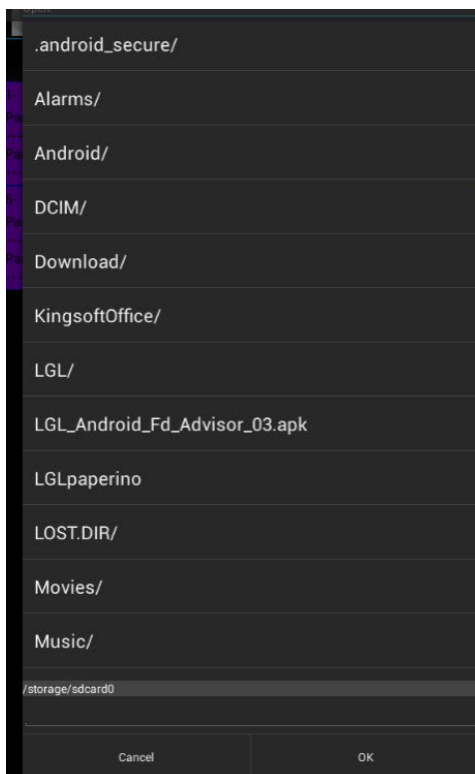 .android_secure/
Alarms/
Android/
DCIM/
Download/
KingsoftOffice/
LGL/
LGL_Android_Fd_Advisor_03.apk
LGLpaperino
LOST.DIR/
Movies/
Music/
/storage/sdcard0
Cancel OK